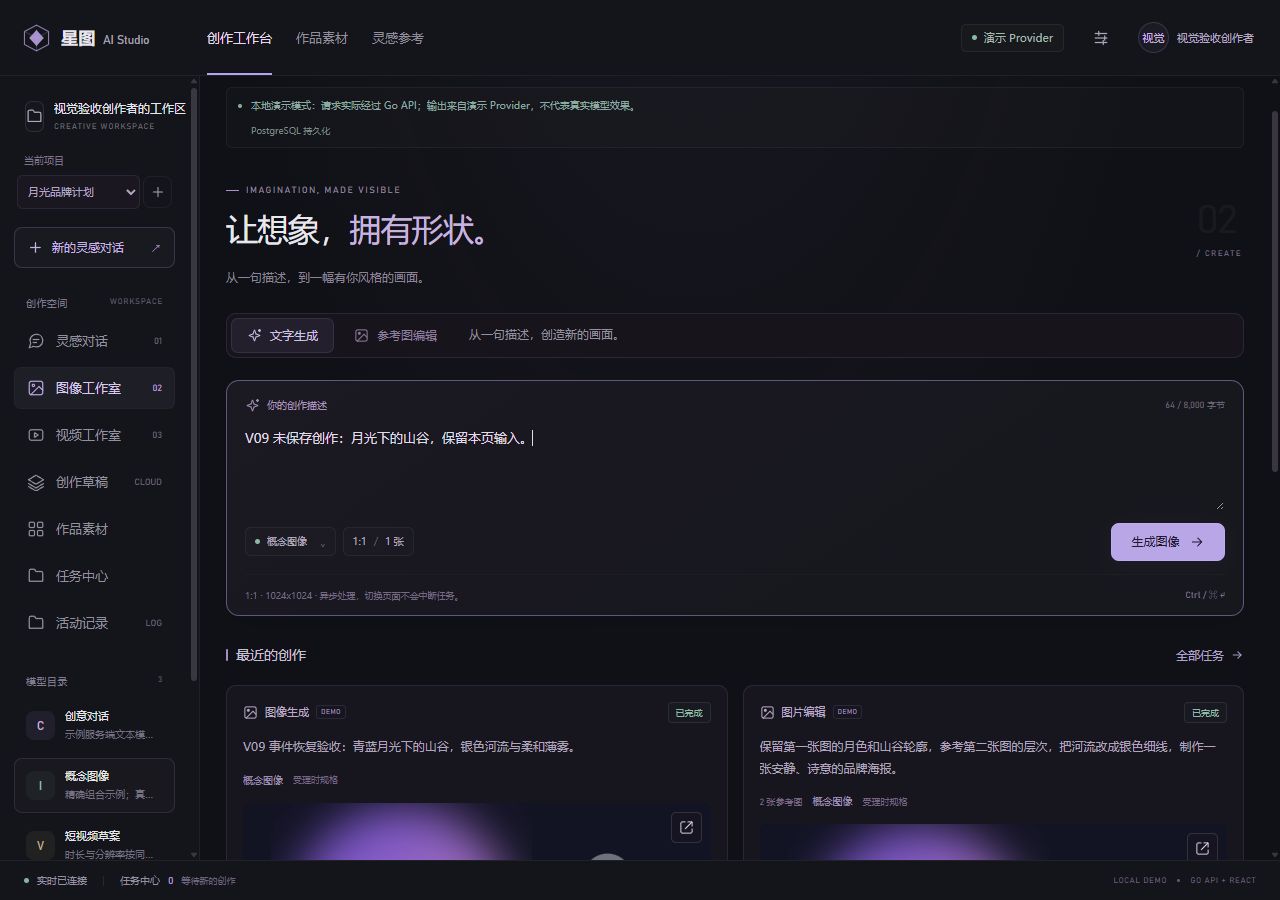 星图 AI Studio
创作工作台
作品素材
灵感参考
演示 Provider
视觉
视觉验收创作者
视觉验收创作者的工作区
CREATIVE WORKSPACE
当前项目
月光品牌计划
新的灵感对话
创作空间 WORKSPACE
灵感对话 01
图像工作室 02
视频工作室 03
创作草稿 CLOUD
作品素材
任务中心
活动记录 LOG
模型目录 3
C
创意对话
示例服务端文本模...
I
概念图像
精确组合示例；真...
V
短视频草案
时长与分辨率按同...
本地演示模式：请求实际经过 Go API；输出来自演示 Provider，不代表真实模型效果。
PostgreSQL 持久化
IMAGINATION, MADE VISIBLE
让想象，拥有形状。
从一句描述，到一幅有你风格的画面。
02
/ CREATE
文字生成
参考图编辑
从一句描述，创造新的画面。
你的创作描述
64 / 8,000 字节
V09 未保存创作：月光下的山谷，保留本页输入。
概念图像
1:1 / 1 张
生成图像 →
1:1 · 1024x1024 · 异步处理，切换页面不会中断任务。
Ctrl / ⌘ ↵
最近的创作
全部任务 →
图像生成 DEMO
已完成
V09 事件恢复验收：青蓝月光下的山谷，银色河流与柔和薄雾。
概念图像 受理时规格
图片编辑 DEMO
已完成
保留第一张图的月色和山谷轮廓，参考第二张图的层次，把河流改成银色细线，制作一
张安静、诗意的品牌海报。
2 张参考图 概念图像 受理时规格
实时已连接
任务中心 0 等待新的创作
LOCAL DEMO • GO API + REACT